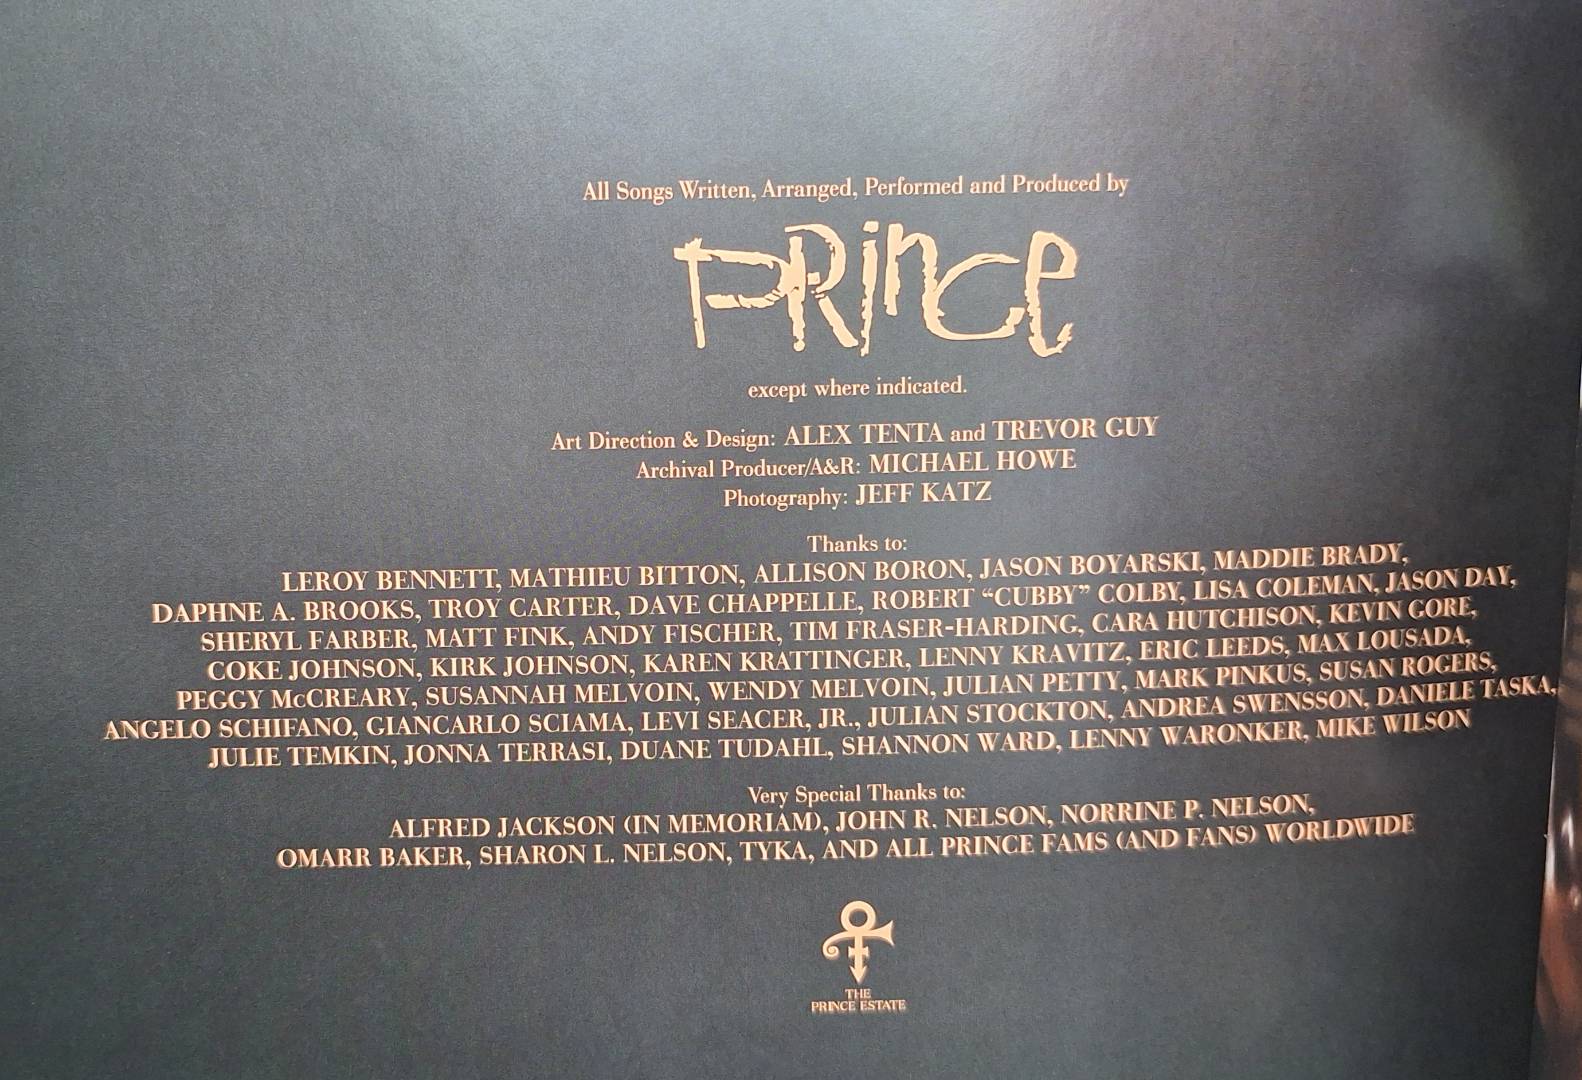 All Songs Written, Arranged, Performed and Produced by
PRINCE
except where indicated.
Art Direction & Design: ALEX TENTA and TREVOR GUY
Archival Producer/A&R: MICHAEL HOWE
Photography: JEFF KATZ
Thanks to:
LEROY BENNETT, MATHIEU BITTON, ALLISON BORON, JASON BOYARSKI, MADDIE BRADY,
DAPHNE A. BROOKS, TROY CARTER, DAVE CHAPPELLE, ROBERT “CUBBY” COLBY, LISA COLEMAN, JASON DAY,
SHERYL FARBER, MATT FINK, ANDY FISCHER, TIM FRASER-HARDING, CARA HUTCHISON, KEVIN GORE,
COKE JOHNSON, KIRK JOHNSON, KAREN KRATTINGER, LENNY KRAVITZ, ERIC LEEDS, MAX LOUSADA,
PEGGY McCREARY, SUSANNAH MELVOIN, WENDY MELVOIN, JULIAN PETTY, MARK PINKUS, SUSAN ROGERS,
ANGELO SCHIFANO, GIANCARLO SCIAMA, LEVI SEACER, JR., JULIAN STOCKTON, ANDREA SWENSSON, DANIELE TASKA,
JULIE TEMKIN, JONNA TERRASI, DUANE TUDAHL, SHANNON WARD, LENNY WARONKER, MIKE WILSON
Very Special Thanks to:
ALFRED JACKSON (IN MEMORIAM), JOHN R. NELSON, NORRINE P. NELSON,
OMARR BAKER, SHARON L. NELSON, TYKA, AND ALL PRINCE FAMS (AND FANS) WORLDWIDE
THE
PRINCE ESTATE